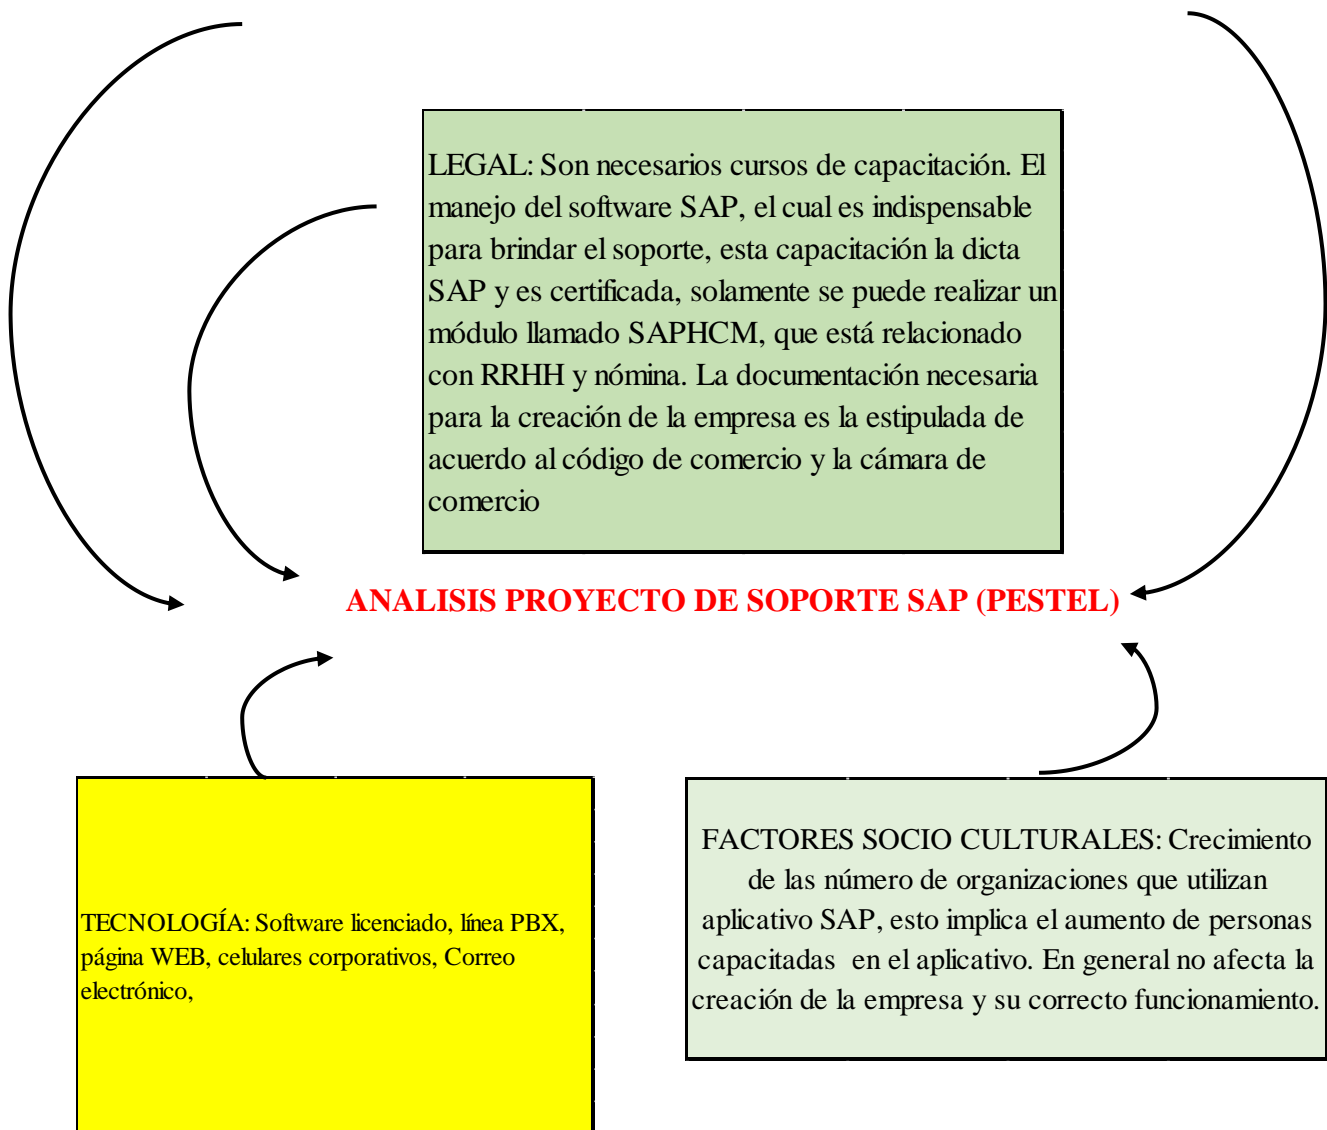 LEGAL: Son necesarios cursos de capacitación. El
manejo del software SAP, el cual es indispensable
para brindar el soporte, esta capacitación la dicta
SAP y es certificada, solamente se puede realizar un
módulo llamado SAPHCM, que está relacionado
con RRHH y nómina. La documentación necesaria
para la creación de la empresa es la estipulada de
acuerdo al código de comercio y la cámara de
comercio
ANALISIS PROYECTO DE SOPORTE SAP (PESTEL)
TECNOLOGÍA: Software licenciado, línea PBX,
página WEB, celulares corporativos, Correo
electrónico,
FACTORES SOCIO CULTURALES: Crecimiento
de las número de organizaciones que utilizan
aplicativo SAP, esto implica el aumento de personas
capacitadas en el aplicativo. En general no afecta la
creación de la empresa y su correcto funcionamiento.